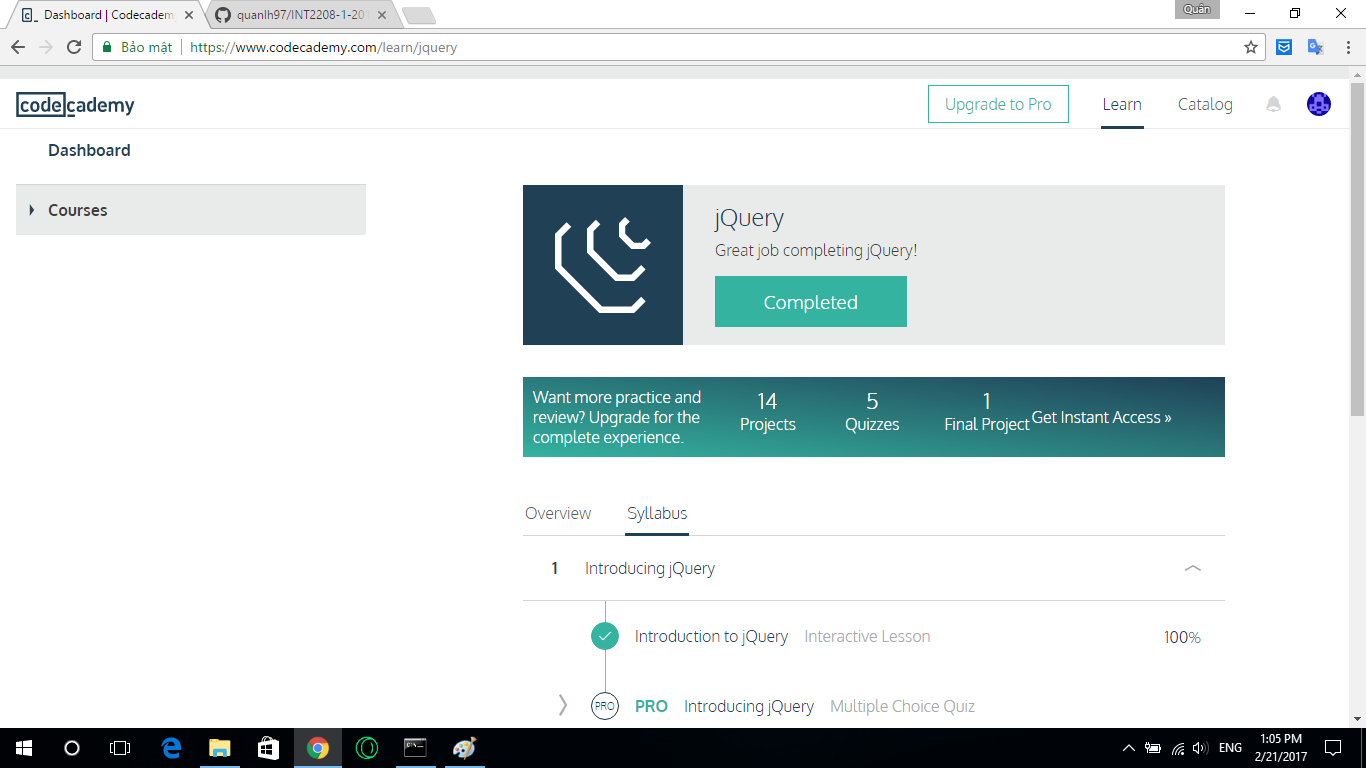 Dashboard | Codecadem
quanlh97/INT2208-1-201
Quân
Bảo mật
https://www.codecademy.com/learn/jquery
codecademy
Upgrade to Pro
Learn
Catalog
Dashboard
Courses
jQuery
Great job completing jQuery!
Completed
Want more practice and
review? Upgrade for the
complete experience.
14
Projects
5
Quizzes
1
Final Project
Get Instant Access »
Overview
Syllabus
1 Introducing jQuery
Introduction to jQuery Interactive Lesson 100%
PRO PRO Introducing jQuery Multiple Choice Quiz
ENG
1:05 PM
2/21/2017